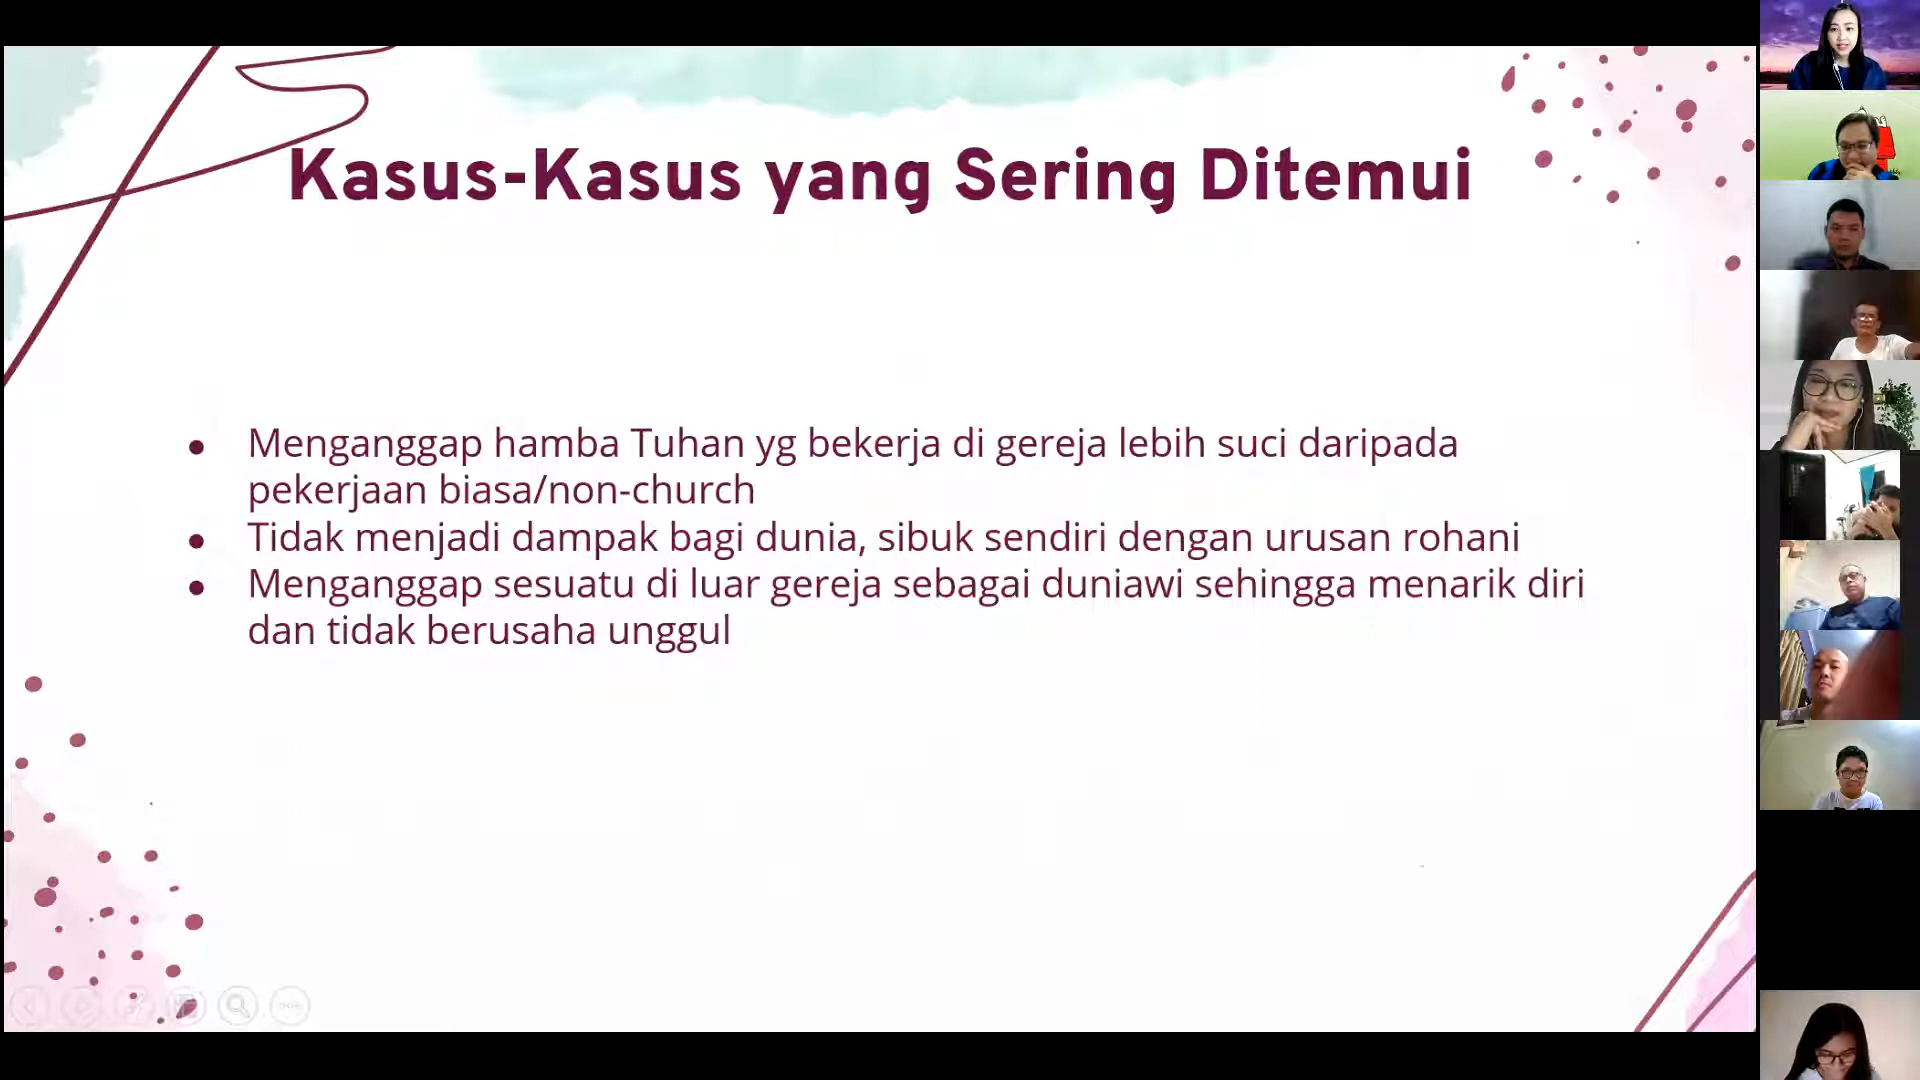 Kasus-Kasus yang Sering Ditemui
● Menganggap hamba Tuhan yg bekerja di gereja lebih suci daripada
pekerjaan biasa/non-church
● Tidak menjadi dampak bagi dunia, sibuk sendiri dengan urusan rohani
● Menganggap sesuatu di luar gereja sebagai duniawi sehingga menarik diri
dan tidak berusaha unggul